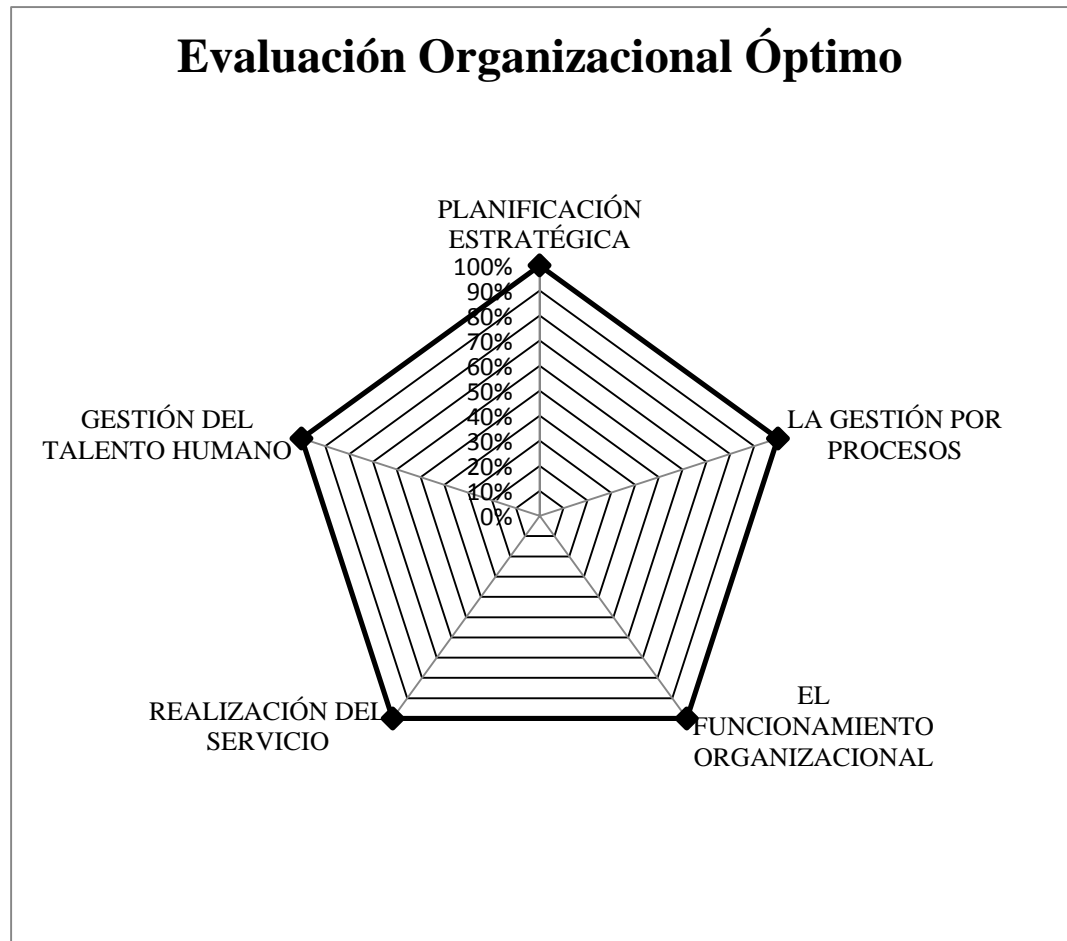 Evaluación Organizacional Óptimo
PLANIFICACIÓN
ESTRATÉGICA
100%
90%
80%
70%
60%
50%
40%
30%
20%
10%
0%
LA GESTIÓN POR
PROCESOS
EL
FUNCIONAMIENTO
ORGANIZACIONAL
REALIZACIÓN DEL
SERVICIO
GESTIÓN DEL
TALENTO HUMANO